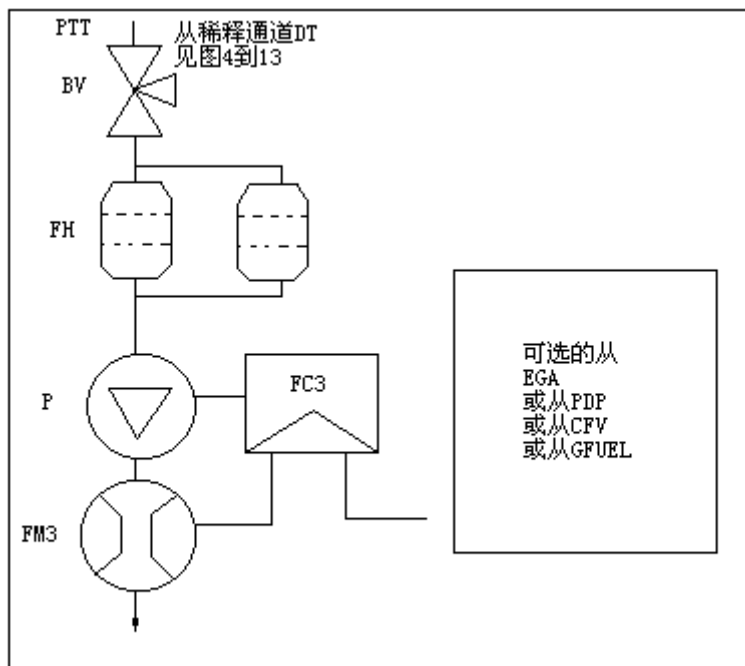 PTT
从稀释通道DT
见图4到13
BV
FH
P
FC3
FM3
可选的从
EGA
或从PDP
或从CFV
或从GFUEL